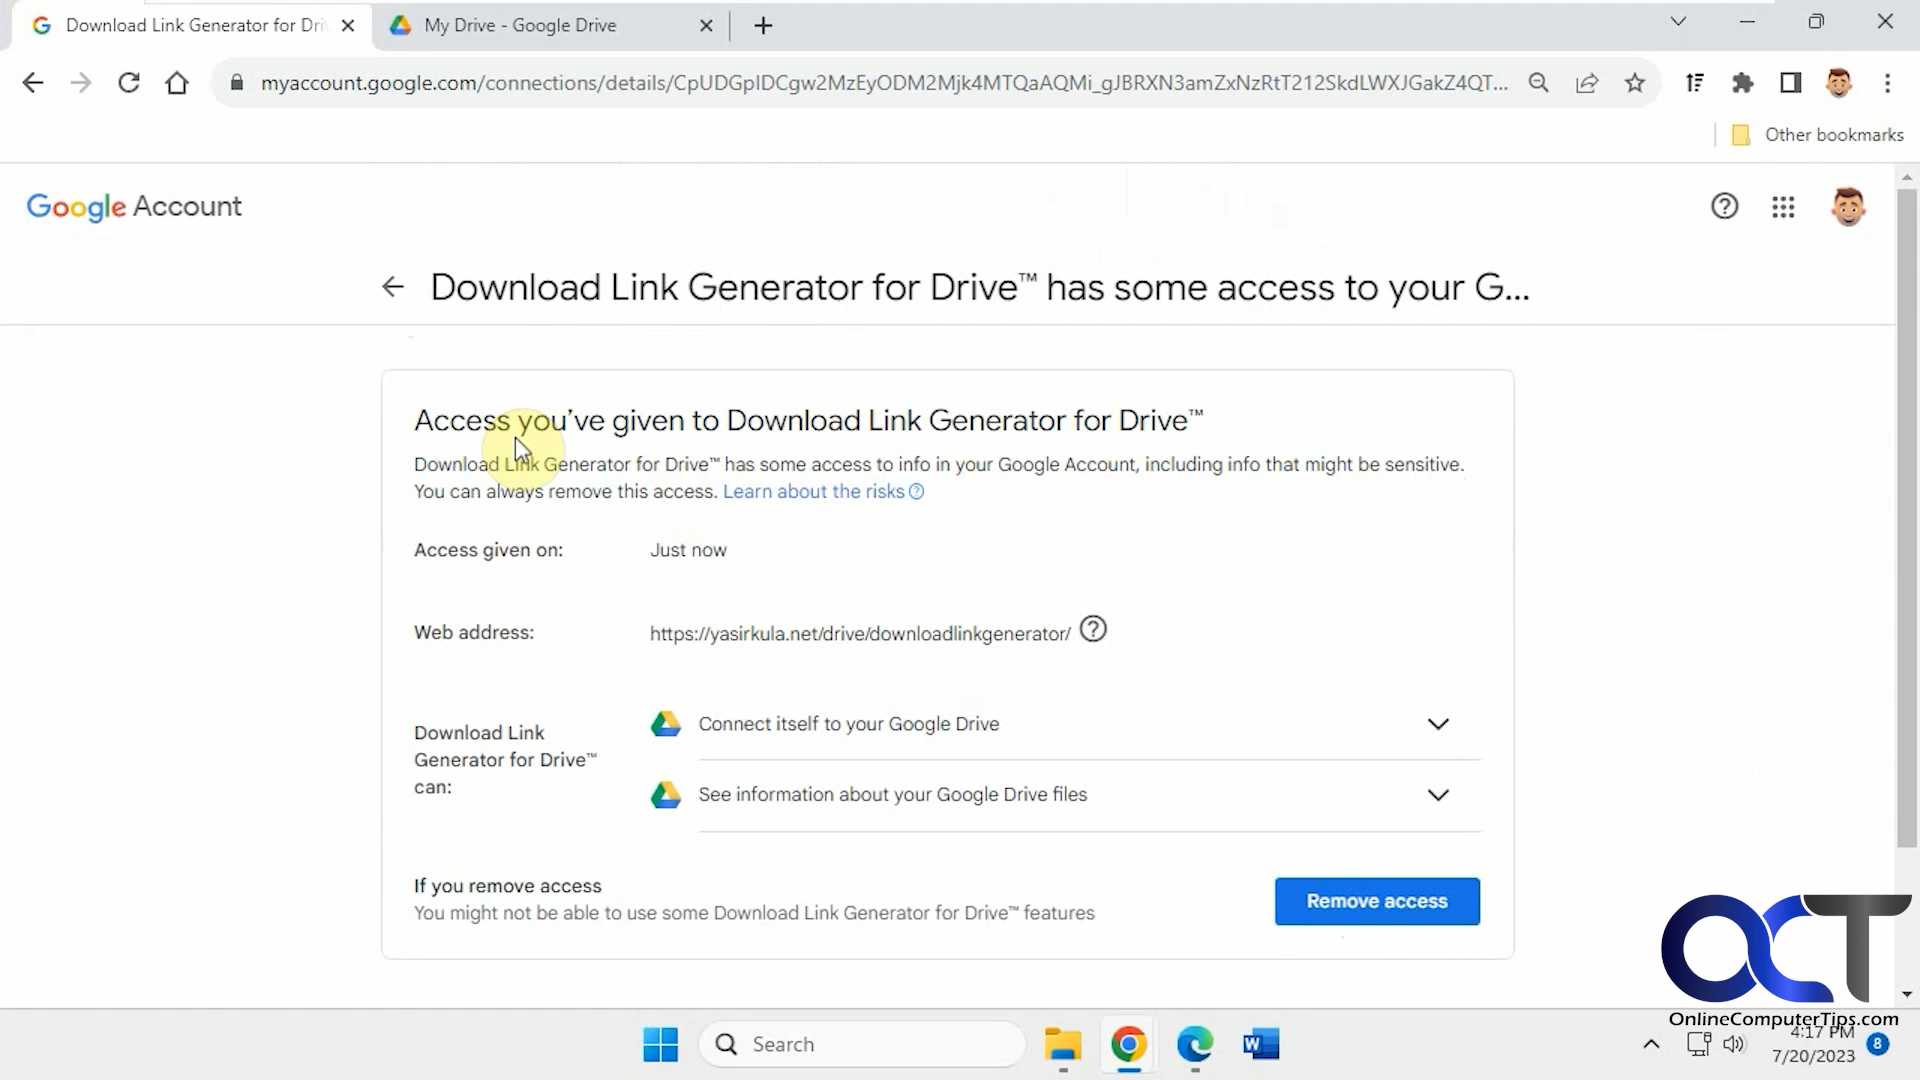 Download Link Generator for Dri
My Drive - Google Drive
myaccount.google.com/connections/details/CpUDGpIDCgw2MzEyODM2Mjk4MTQaAQMi_gJBRXN3amZxNzRtT212SkdLWXJGakZ4QT...
Other bookmarks
Google Account
Download Link Generator for Drive™ has some access to your G...
Access you've given to Download Link Generator for Drive™
Download Link Generator for Drive™ has some access to info in your Google Account, including info that might be sensitive.
You can always remove this access. Learn about the risks
Access given on: Just now
Web address: https://yasirkula.net/drive/downloadlinkgenerator/
Download Link
Generator for Drive™
can:
Connect itself to your Google Drive
See information about your Google Drive files
If you remove access
You might not be able to use some Download Link Generator for Drive™ features
Remove access
OCT
OnlineComputerTips.com
Search
W
4:17 PM
7/20/2023
8